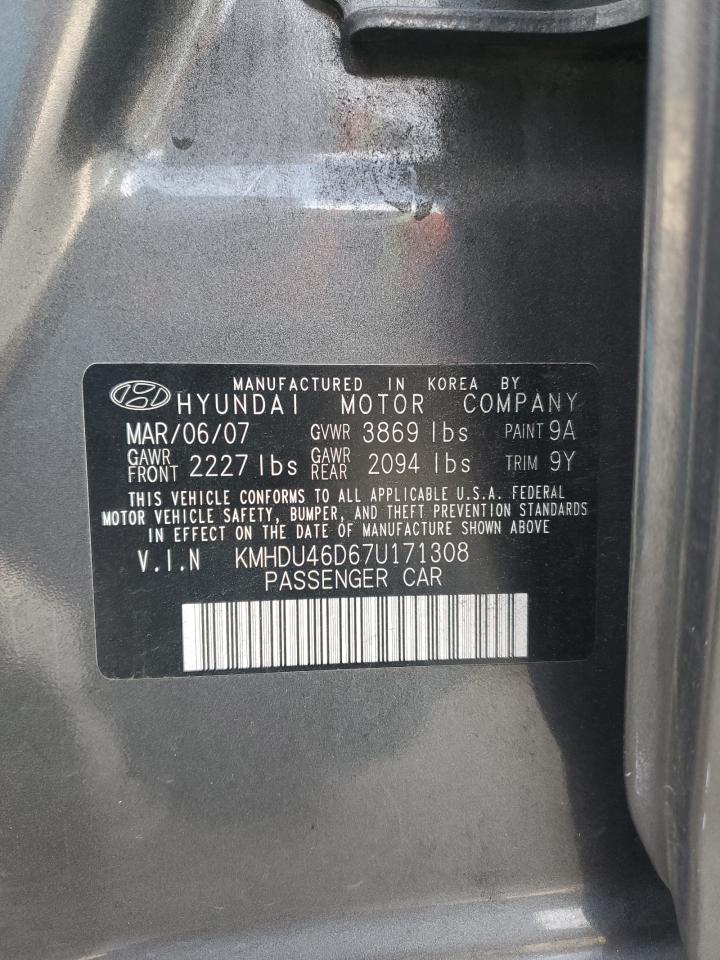 MANUFACTURED IN KOREA BY
HYUNDAI MOTOR COMPANY
MAR/06/07 GVWR 3869 lbs PAINT 9A
GAWR FRONT 2227 lbs GAWR REAR 2094 lbs TRIM 9Y
THIS VEHICLE CONFORMS TO ALL APPLICABLE U.S.A. FEDERAL
MOTOR VEHICLE SAFETY, BUMPER, AND THEFT PREVENTION STANDARDS
IN EFFECT ON THE DATE OF MANUFACTURE SHOWN ABOVE
V.I.N KMHDU46D67U171308
PASSENGER CAR